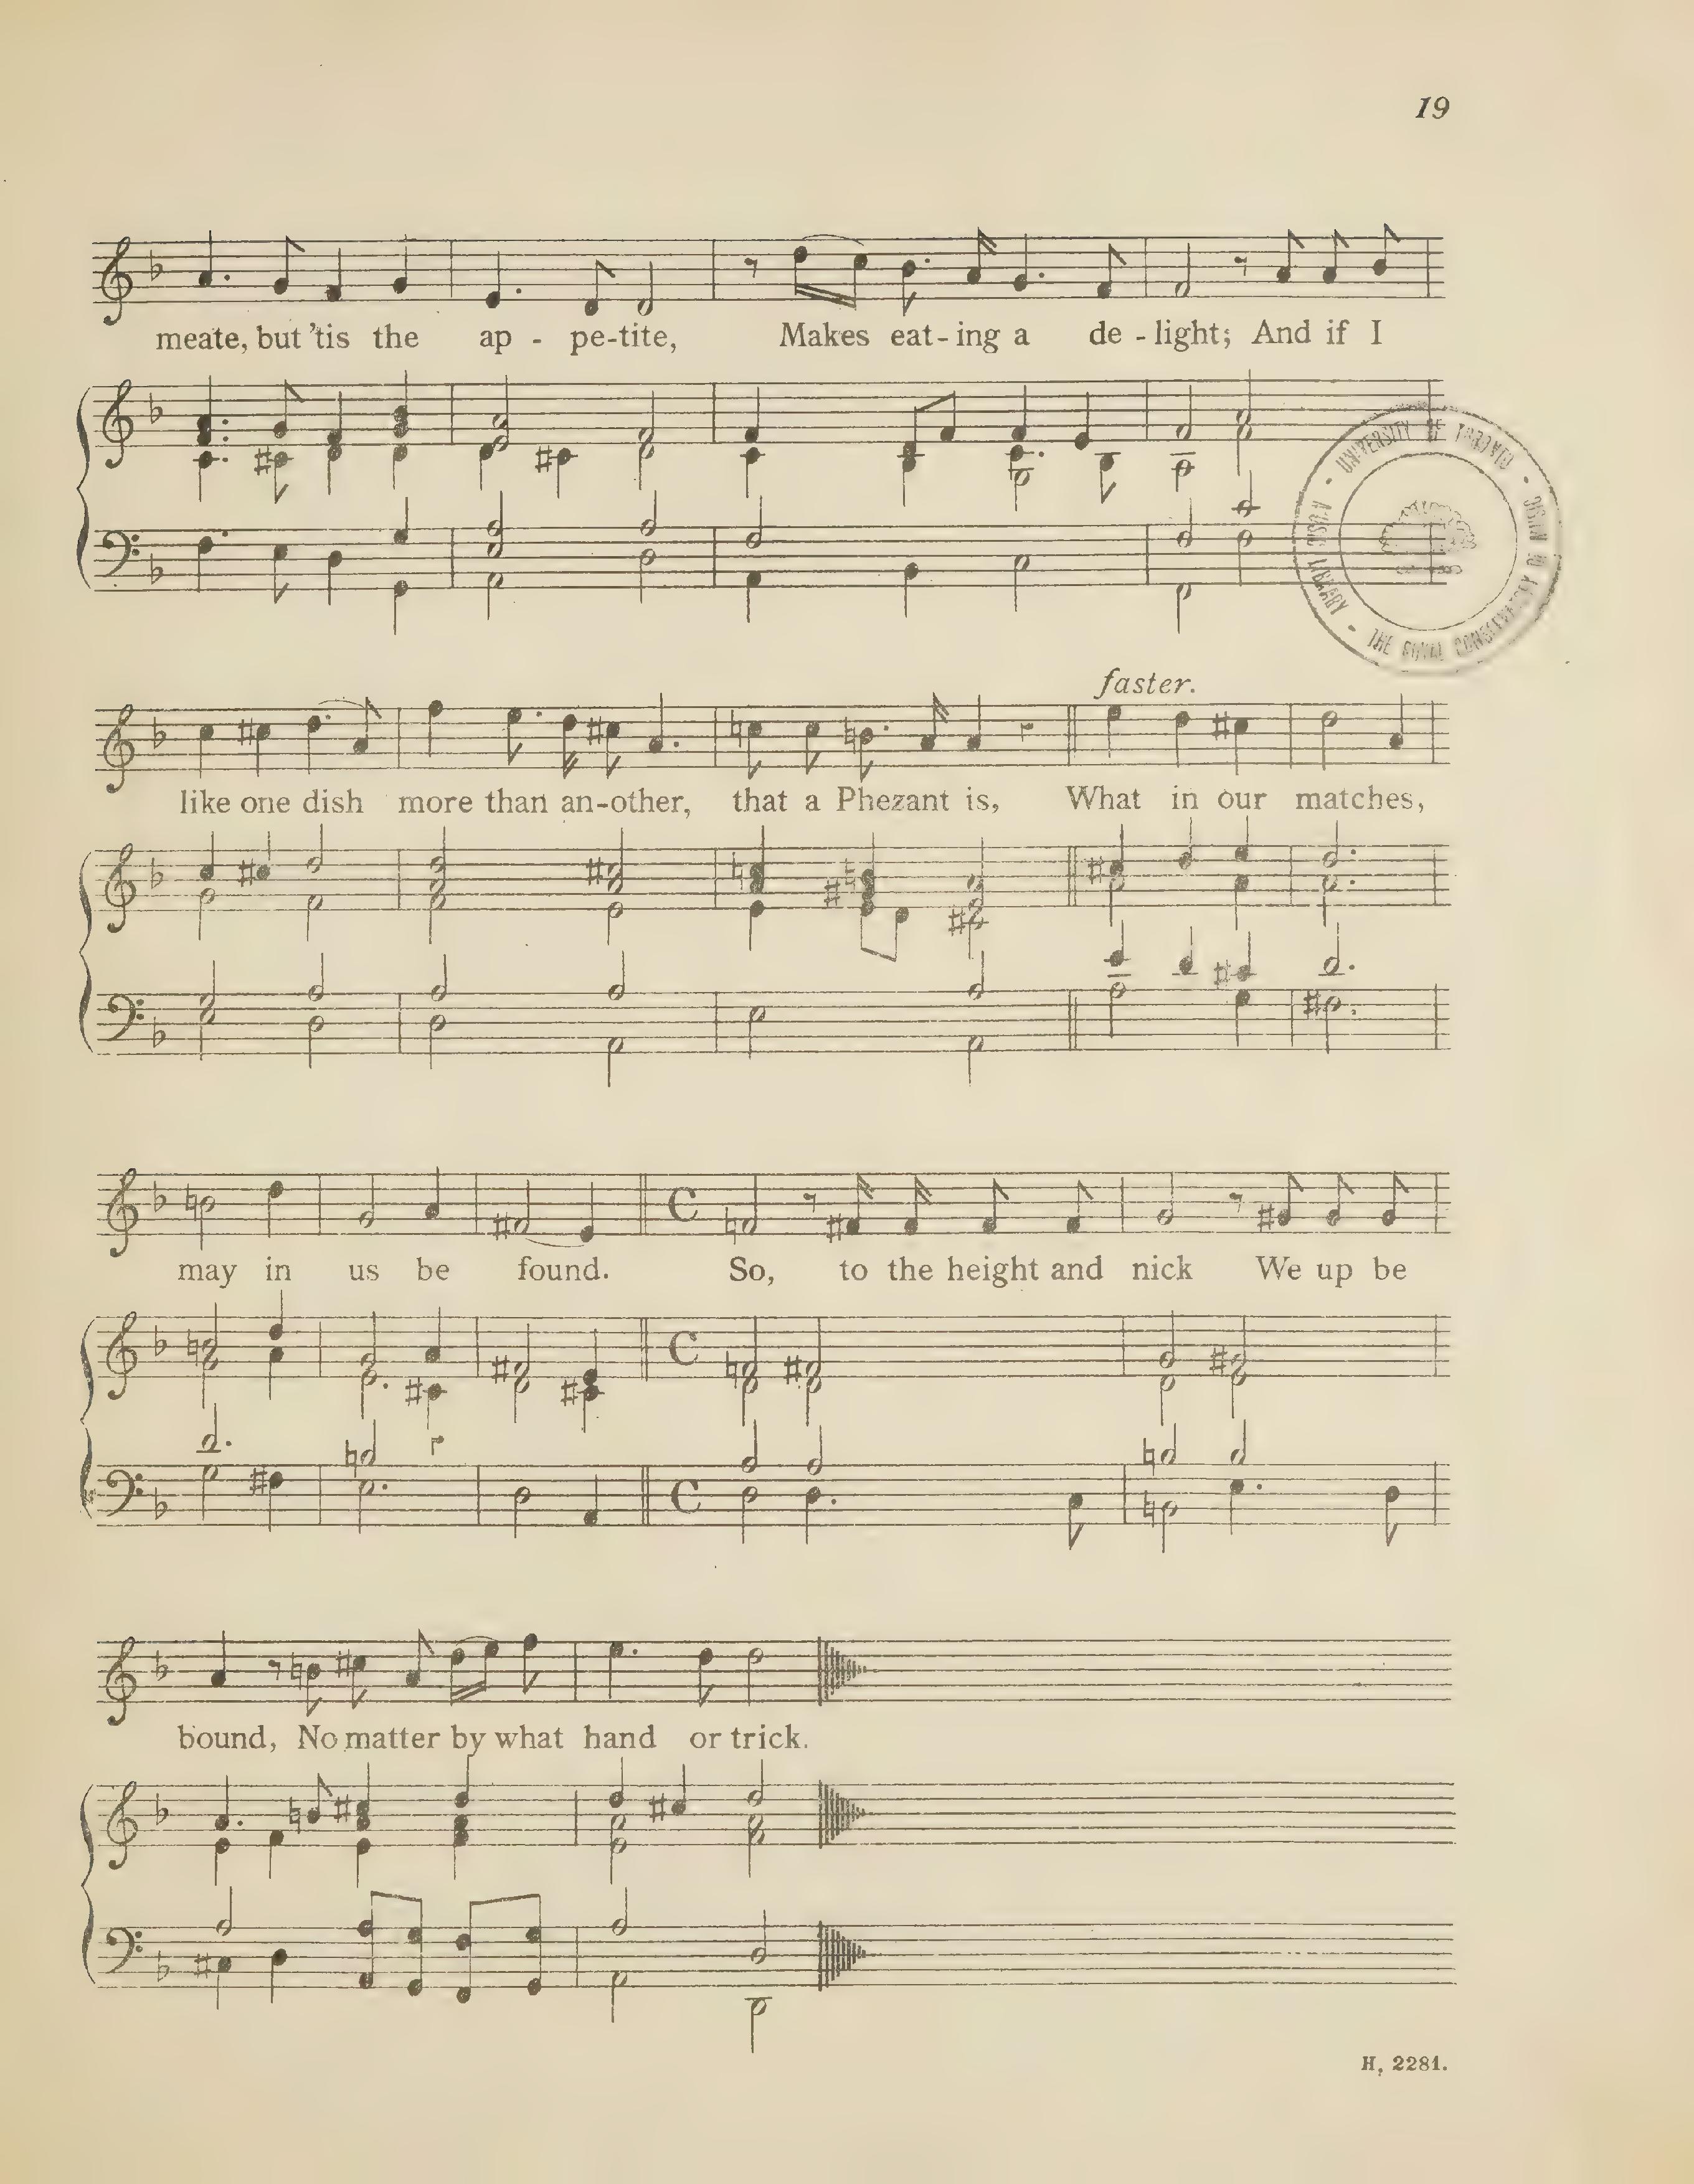 19
meate, but 'tis the ap - pe-tite, Makes eat-ing a de - light; And if I
UNIVERSITY OF TORONTO
MUSIC LIBRARY - THE ROYAL CONSERVATORY OF MUSIC
faster.
like one dish more than an-other, that a Phezant is, What in our matches,
may in us be found. So, to the height and nick We up be
bound, No matter by what hand or trick.
H, 2281.